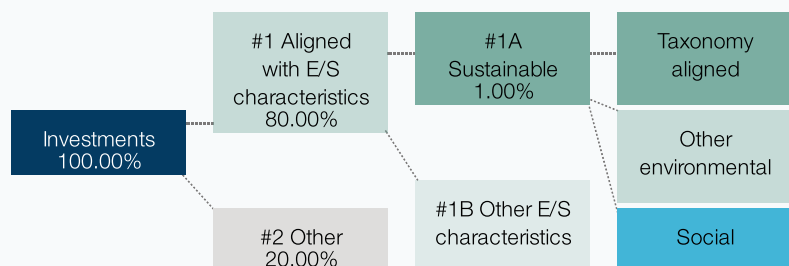 Investments
100.00%
#1 Aligned
with E/S
characteristics
80.00%
#2 Other
20.00%
#1A
Sustainable
1.00%
#1B Other E/S
characteristics
Taxonomy
aligned
Other
environmental
Social